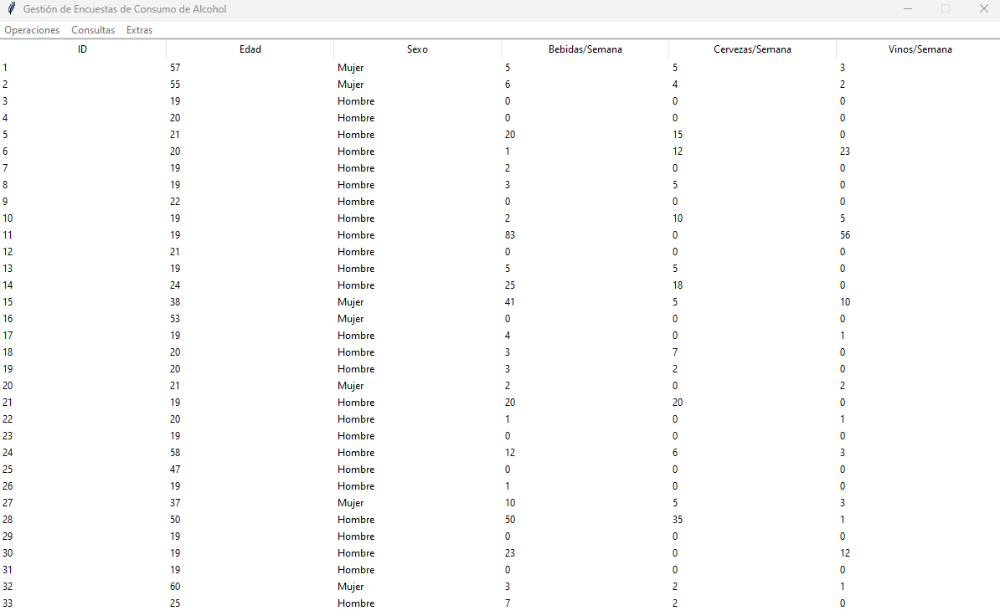 Gestión de Encuestas de Consumo de Alcohol
Operaciones Consultas Extras
ID Edad Sexo Bebidas/Semana Cervezas/Semana Vinos/Semana
1 57 Mujer 5 5 3
2 55 Mujer 6 4 2
3 19 Hombre 0 0 0
4 20 Hombre 0 0 0
5 21 Hombre 20 15 0
6 20 Hombre 1 12 23
7 19 Hombre 2 0 0
8 19 Hombre 3 5 0
9 22 Hombre 0 0 0
10 19 Hombre 2 10 5
11 19 Hombre 83 0 56
12 21 Hombre 0 0 0
13 19 Hombre 5 5 0
14 24 Hombre 25 18 0
15 38 Mujer 41 5 10
16 53 Mujer 0 0 0
17 19 Hombre 4 0 1
18 20 Hombre 3 7 0
19 20 Hombre 3 2 0
20 21 Mujer 2 0 2
21 19 Hombre 20 20 0
22 20 Hombre 1 0 1
23 19 Hombre 0 0 0
24 58 Hombre 12 6 3
25 47 Hombre 0 0 0
26 19 Hombre 1 0 0
27 37 Mujer 10 5 3
28 50 Hombre 50 35 1
29 19 Hombre 0 0 0
30 19 Hombre 23 0 12
31 19 Hombre 0 0 0
32 60 Mujer 3 2 1
33 25 Hombre 7 2 0